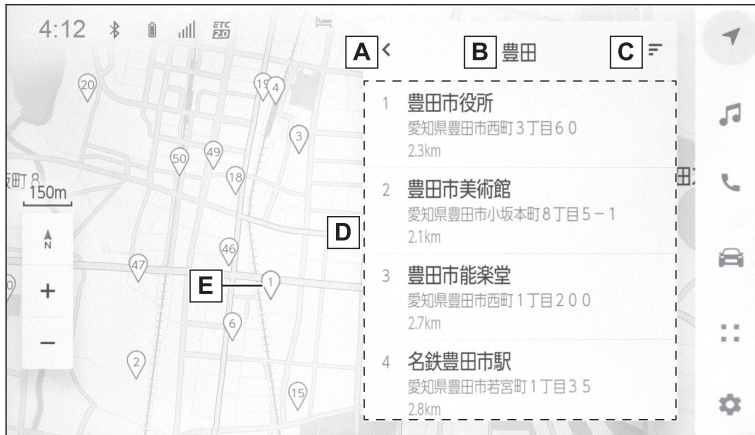 4:12 ETC 2.0
A B 豊田 C
1 豊田市役所
愛知県豊田市西町3丁目60
2.3km
2 豊田市美術館
愛知県豊田市小坂本町8丁目5-1
2.1km
3 豊田市能楽堂
愛知県豊田市西町1丁目200
2.7km
4 名鉄豊田市駅
愛知県豊田市若宮町1丁目35
2.8km
D
E
20
19 4
3
50 49
18
町8
150m
N
+
−
46
47
1
6
2
15
田